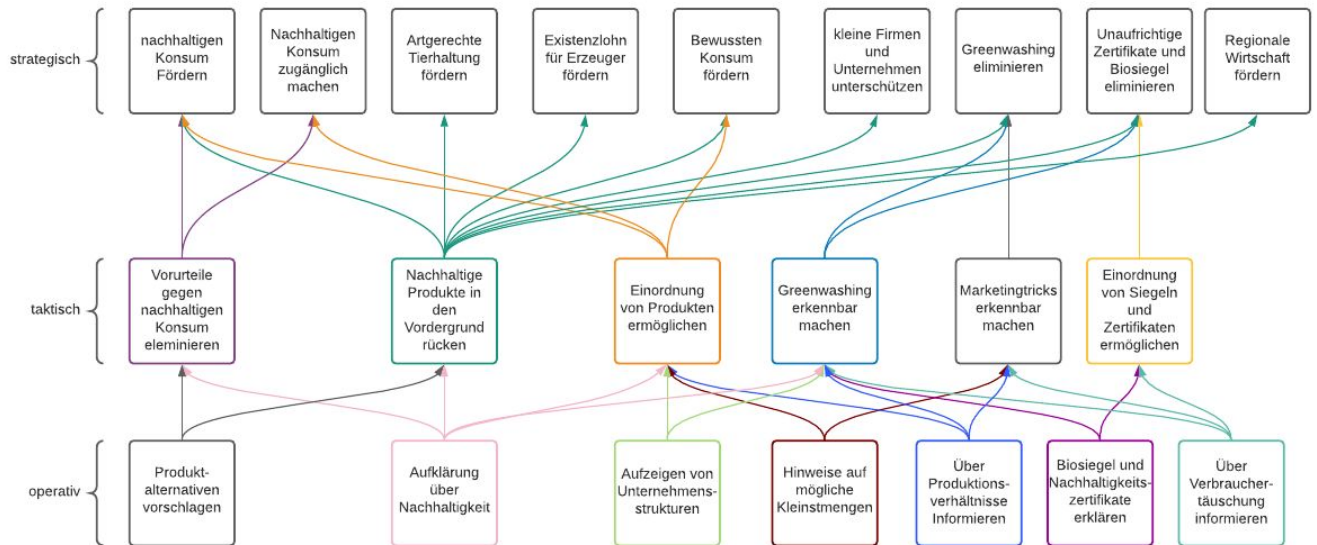 strategisch
nachhaltigen
Konsum
Fördern
Nachhaltigen
Konsum
zugänglich
machen
Artgerechte
Tierhaltung
fördern
Existenzlohn
für Erzeuger
fördern
Bewussten
Konsum
fördern
kleine Firmen
und
Unternehmen
unterschützen
Greenwashing
eliminieren
Unaufrichtige
Zertifikate und
Biosiegel
eliminieren
Regionale
Wirtschaft
fördern
taktisch
Vorurteile
gegen
nachhaltigen
Konsum
eleminieren
Nachhaltige
Produkte in
den
Vordergrund
rücken
Einordnung
von Produkten
ermöglichen
Greenwashing
erkennbar
machen
Marketingtricks
erkennbar
machen
Einordnung
von Siegeln
und
Zertifikaten
ermöglichen
operativ
Produkt-
alternativen
vorschlagen
Aufklärung
über
Nachhaltigkeit
Aufzeigen von
Unternehmens-
strukturen
Hinweise auf
mögliche
Kleinstmengen
Über
Produktions-
verhältnisse
Informieren
Biosiegel und
Nachhaltigkeits-
zertifikate
erklären
Über
Verbraucher-
täuschung
informieren